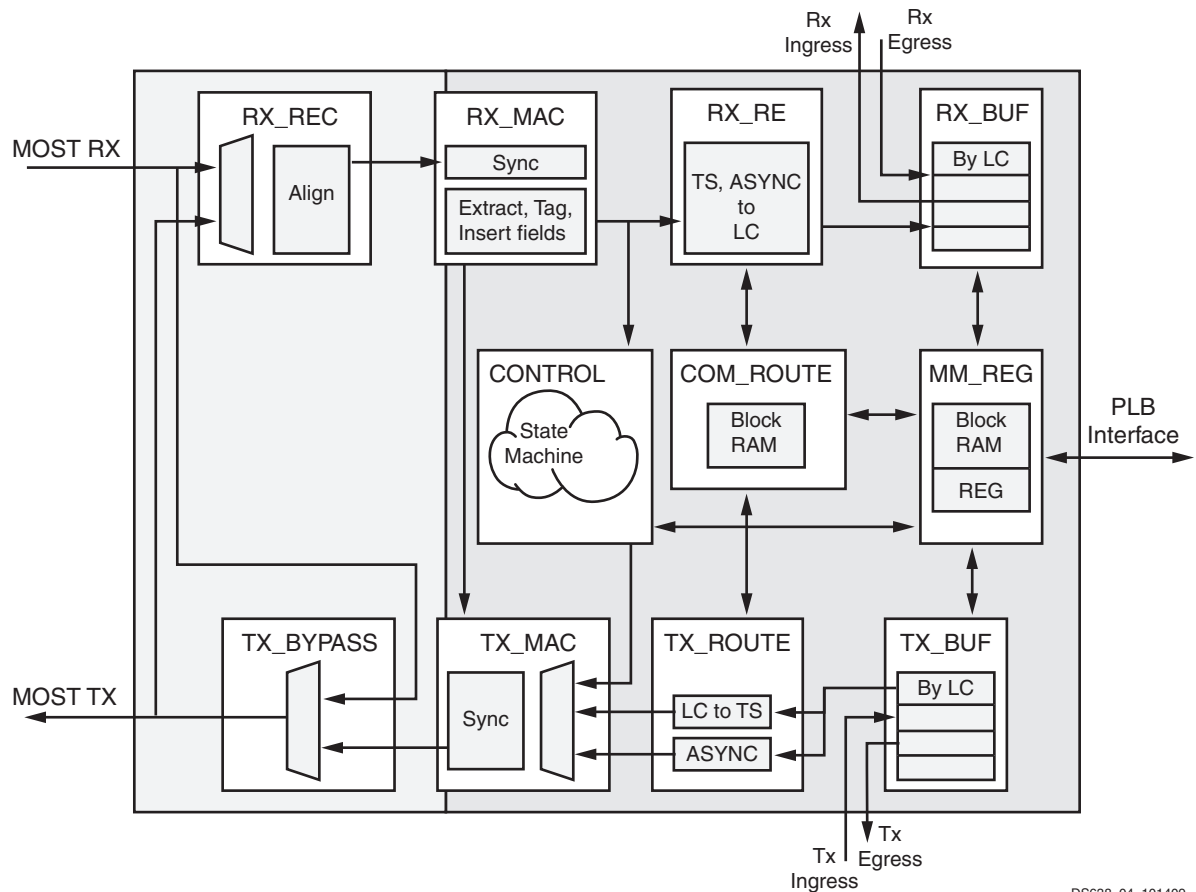 Rx
Ingress
Rx
Egress
RX_REC
RX_MAC
RX_RE
RX_BUF
MOST RX
Align
Sync
Extract, Tag,
Insert fields
TS, ASYNC
to
LC
By LC
CONTROL
State
Machine
COM_ROUTE
Block
RAM
MM_REG
Block
RAM
REG
PLB
Interface
TX_BYPASS
TX_MAC
TX_ROUTE
TX_BUF
MOST TX
Sync
LC to TS
ASYNC
By LC
Tx
Ingress
Tx
Egress